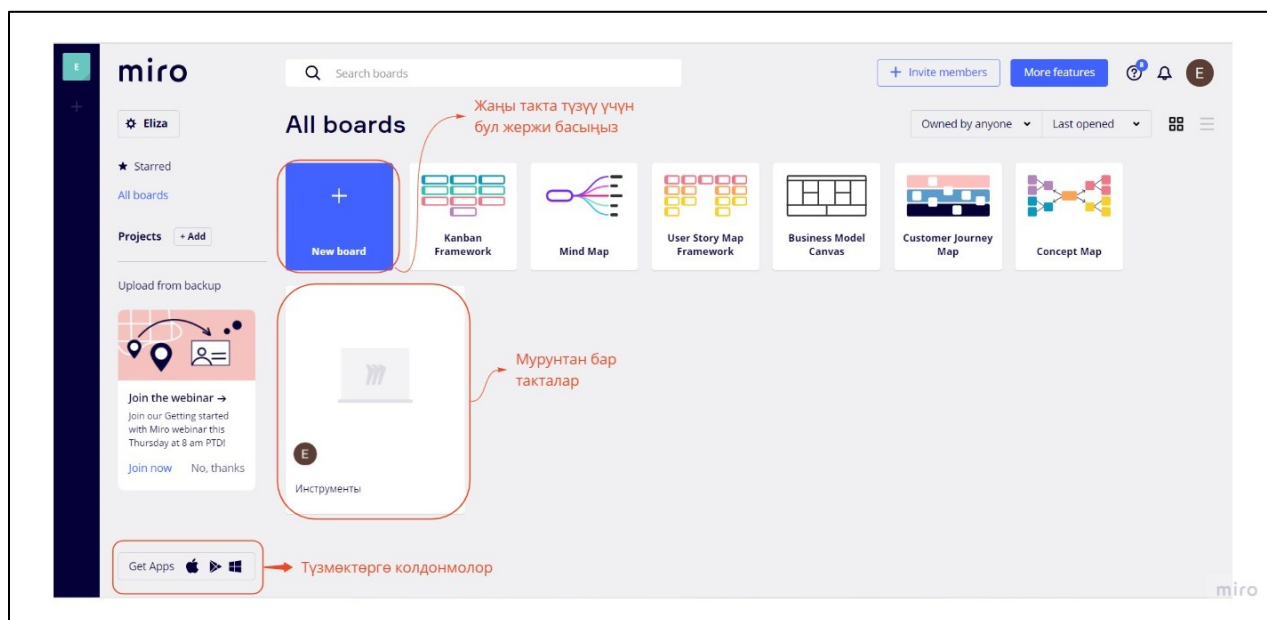 E
miro
Search boards
+ Invite members
More features
8
E
Eliza
All boards
Жаңы такта түзүү үчүн
бул жержи басыңыз
Owned by anyone
Last opened
Starred
All boards
Projects
+ Add
Upload from backup
New board
Kanban
Framework
Mind Map
User Story Map
Framework
Business Model
Canvas
Customer Journey
Map
Concept Map
Join the webinar →
Join our Getting started
with Miro webinar this
Thursday at 8 am PTD!
Join now
No, thanks
E
Инструменты
Мурунтан бар
такталар
Get Apps
Түзмөктөргө колдонмолор
miro